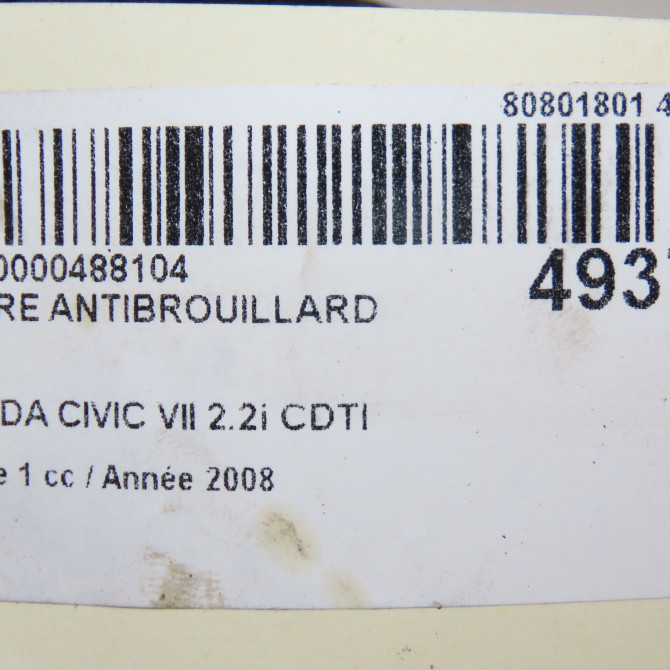 80801801 4
0000488104
493
RE ANTIBROUILLARD
DA CIVIC VII 2.2i CDTI
e 1 cc / Année 2008